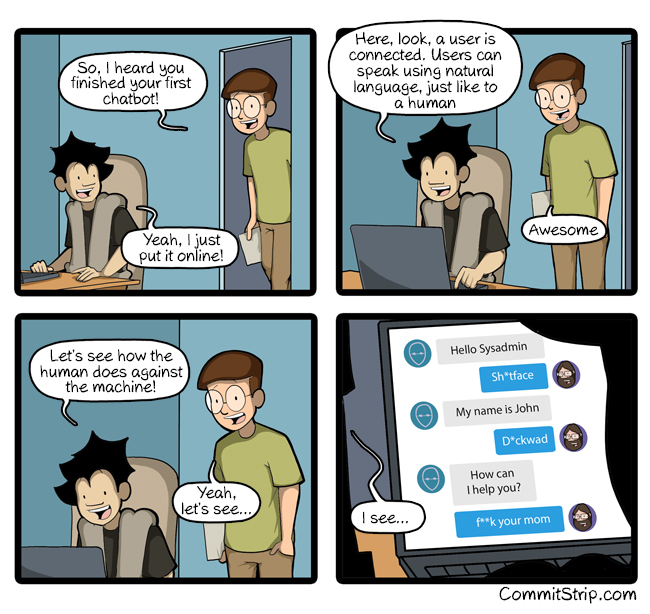 So, I heard you
finished your first
chatbot!
Yeah, I just
put it online!
Here, look, a user is
connected. Users can
speak using natural
language, just like to
a human
Awesome
Let's see how the
human does against
the machine!
Yeah,
let's see...
Hello Sysadmin
Sh*tface
My name is John
D*ckwad
How can
I help you?
f**k your mom
I see...
CommitStrip.com